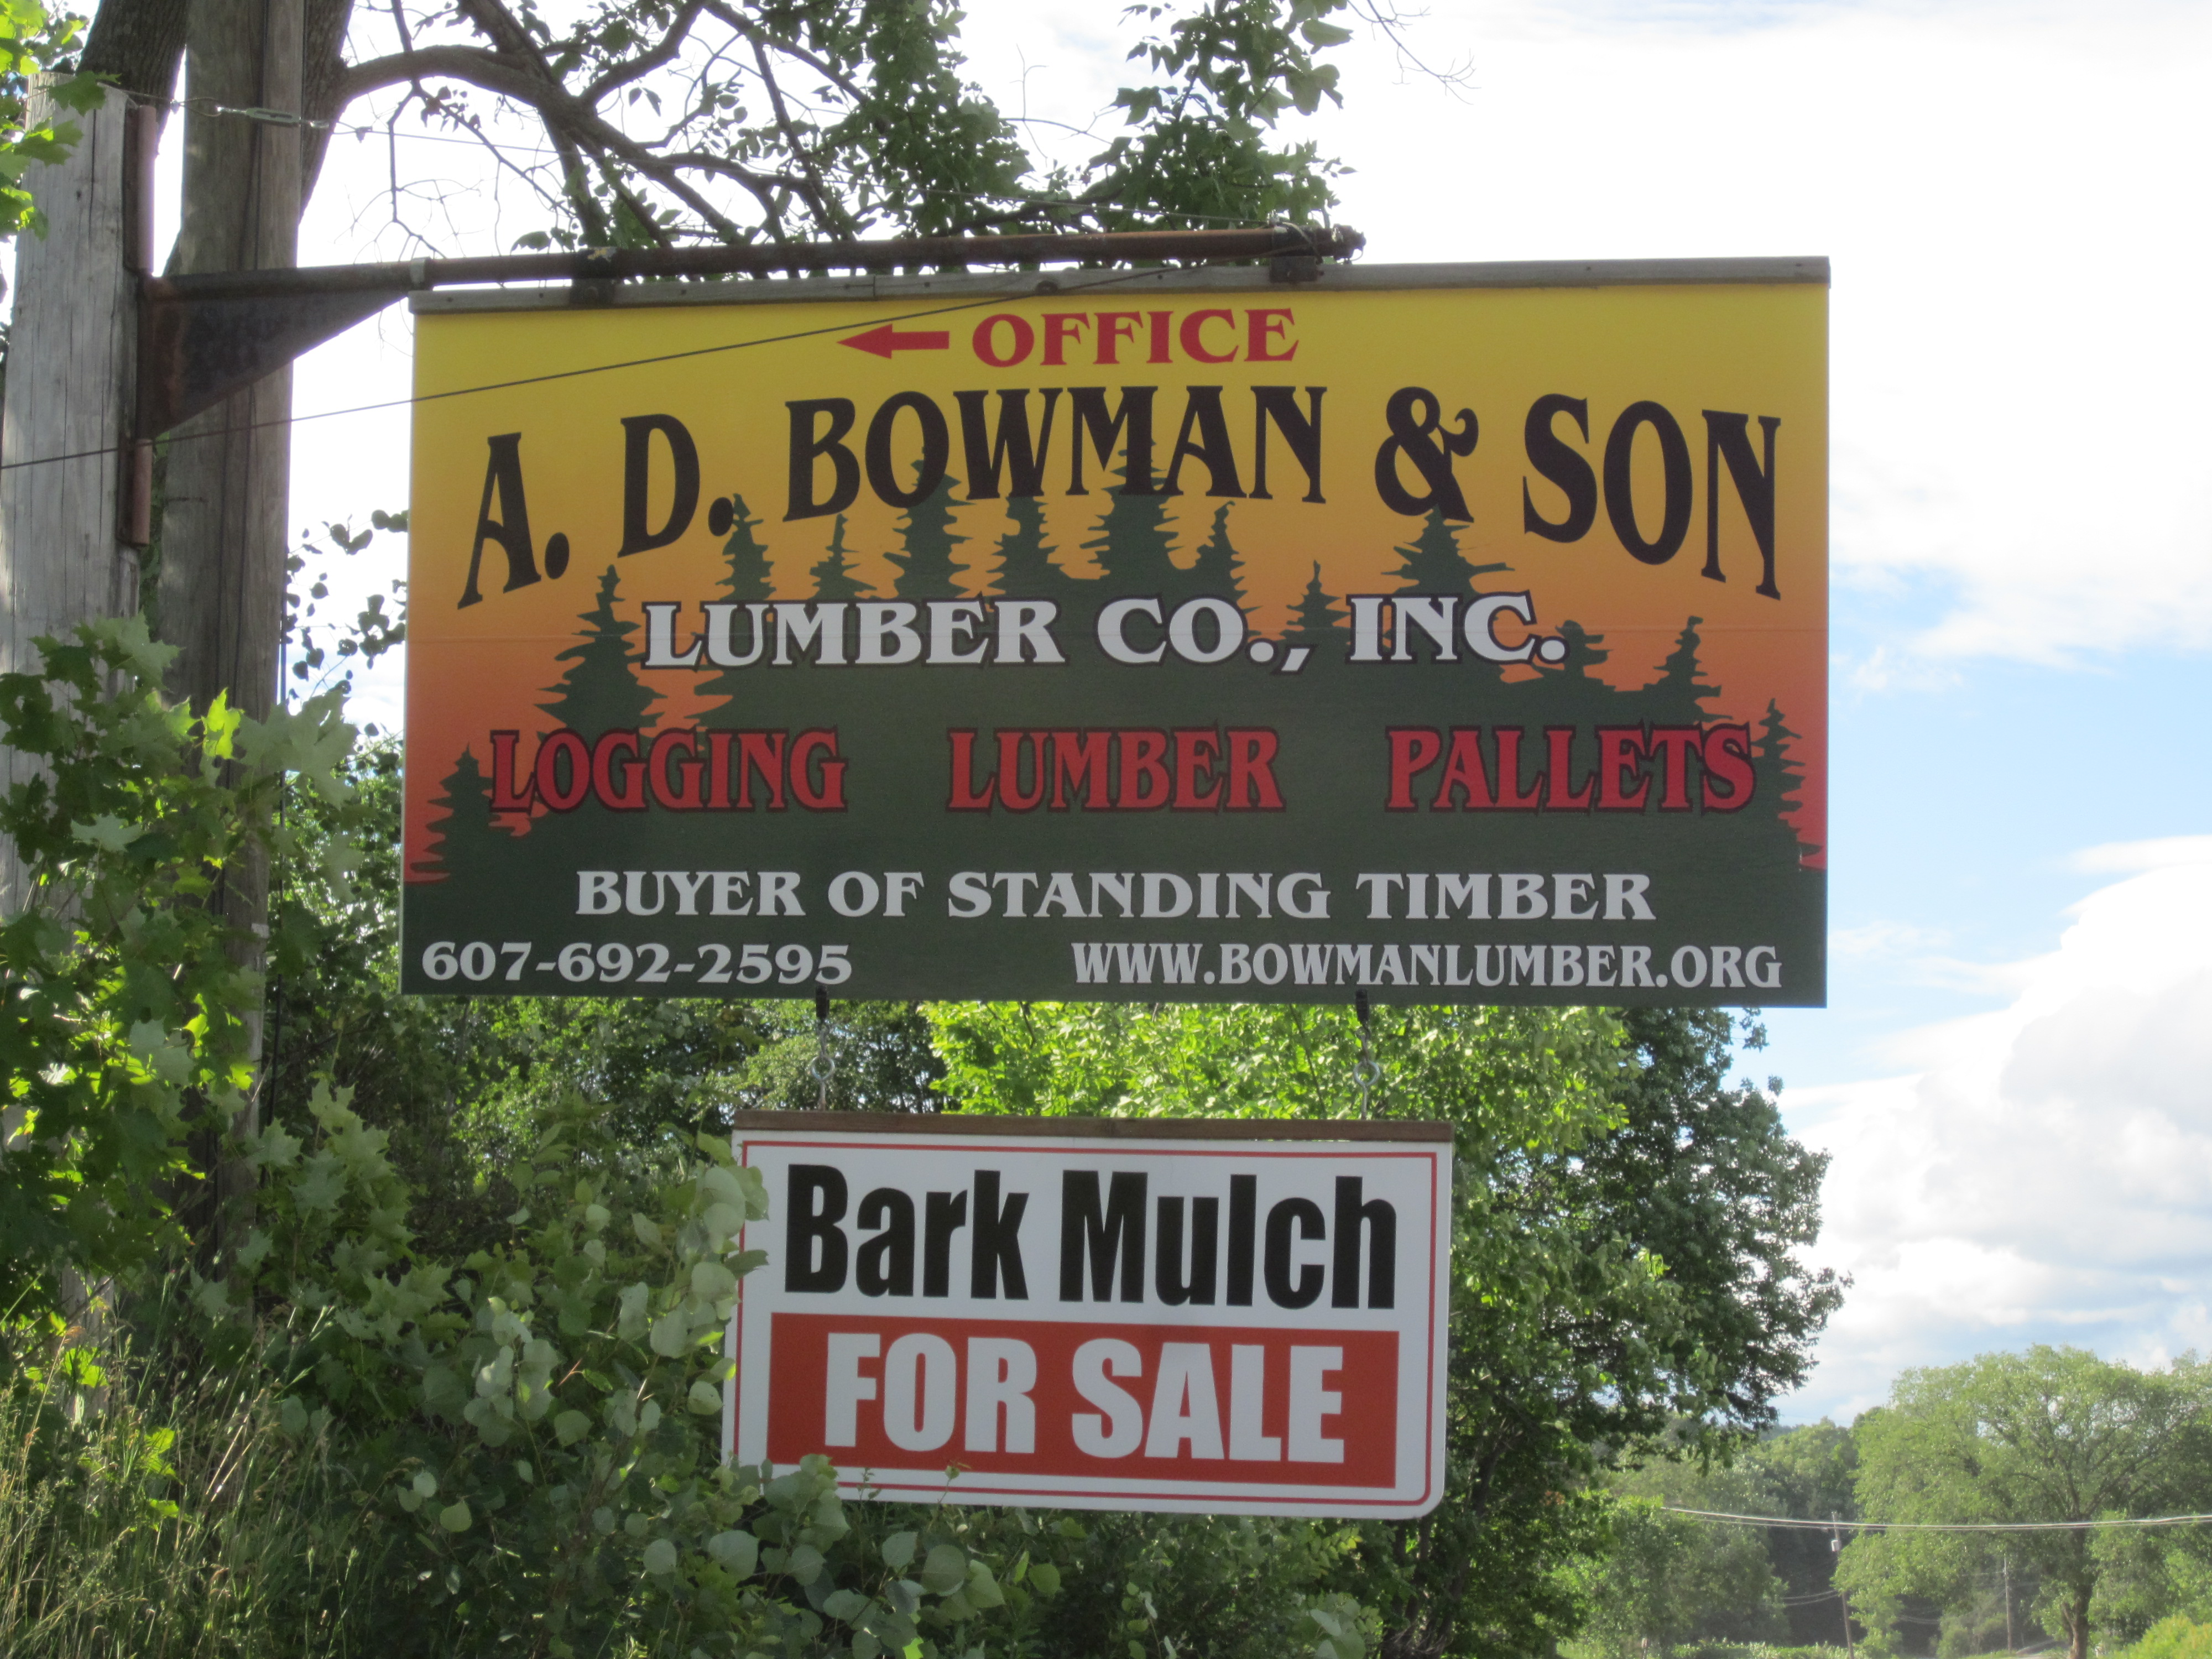 OFFICE
A. D. BOWMAN & SON
LUMBER CO., INC.
LOGGING LUMBER PALLETS
BUYER OF STANDING TIMBER
607-692-2595 WWW.BOWMANLUMBER.ORG
Bark Mulch
FOR SALE